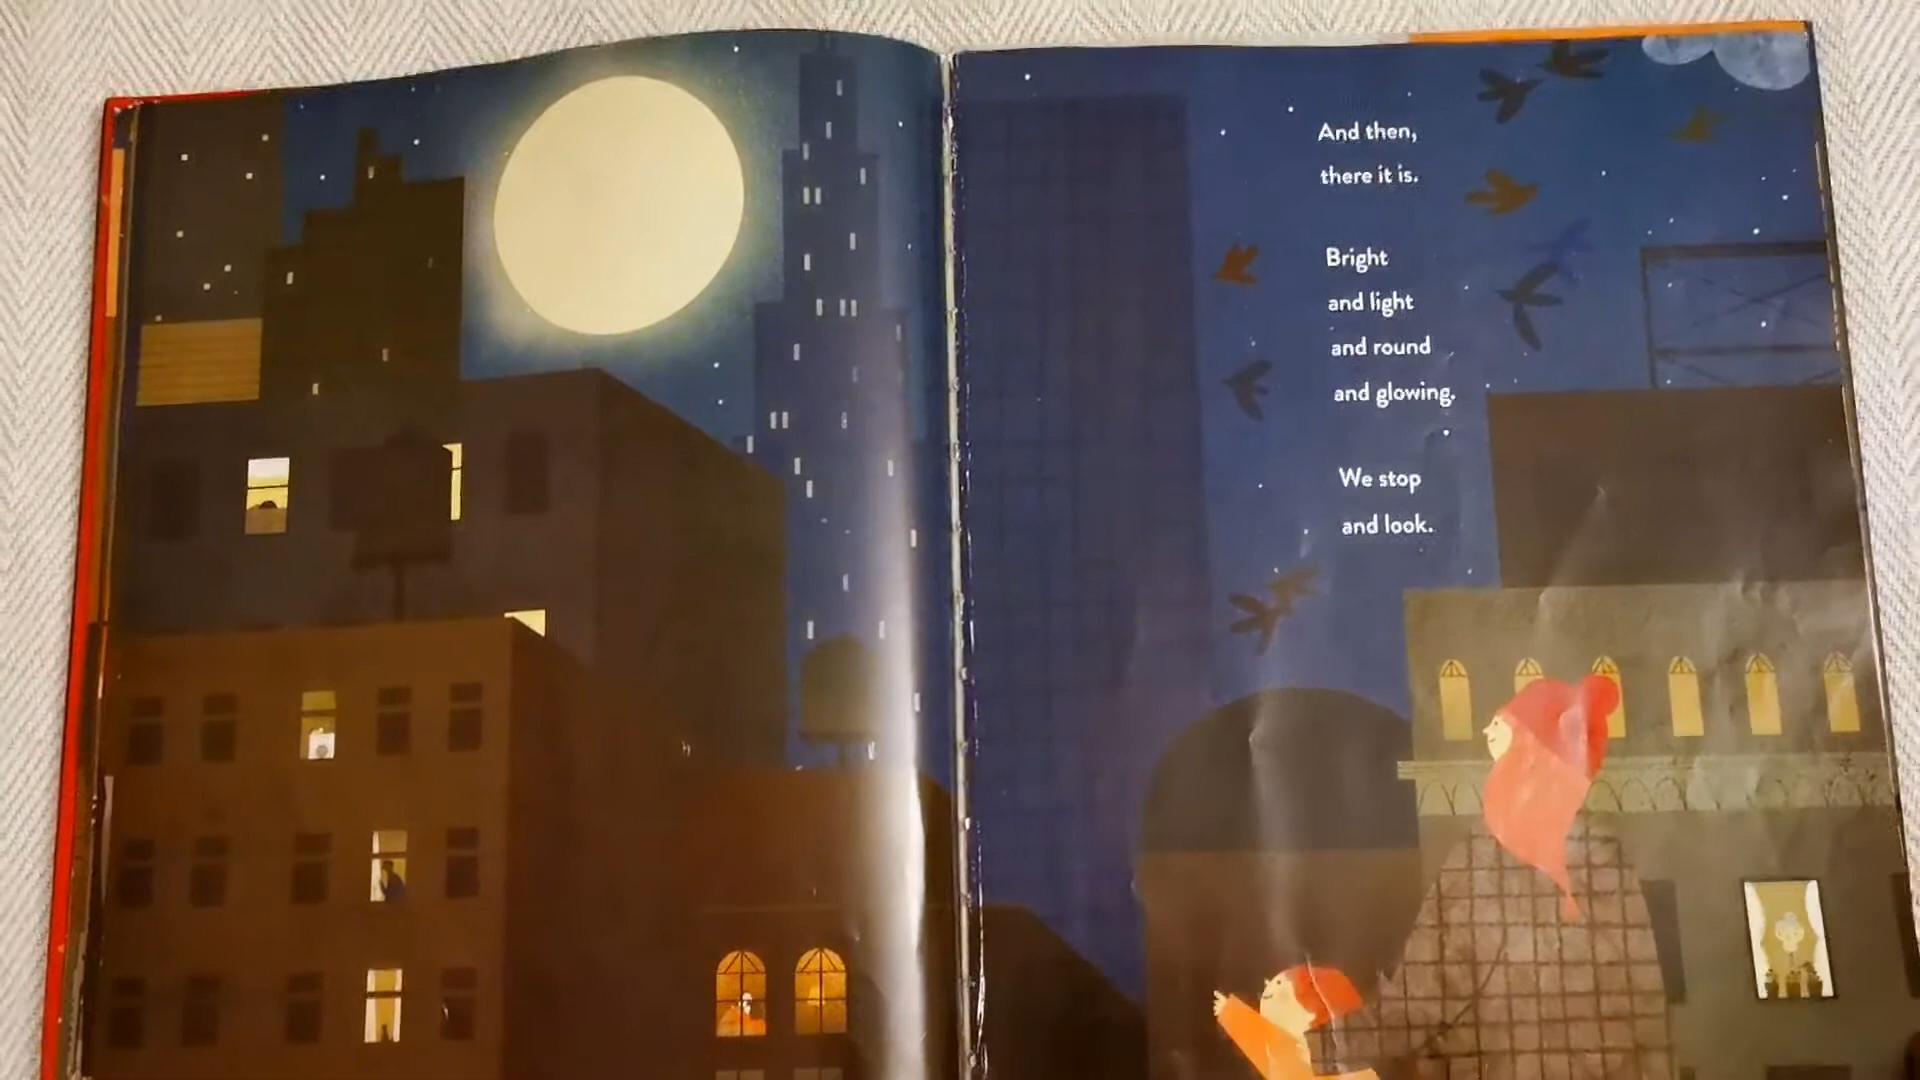 And then,
there it is.
Bright
and light
and round
and glowing.
We stop
and look.